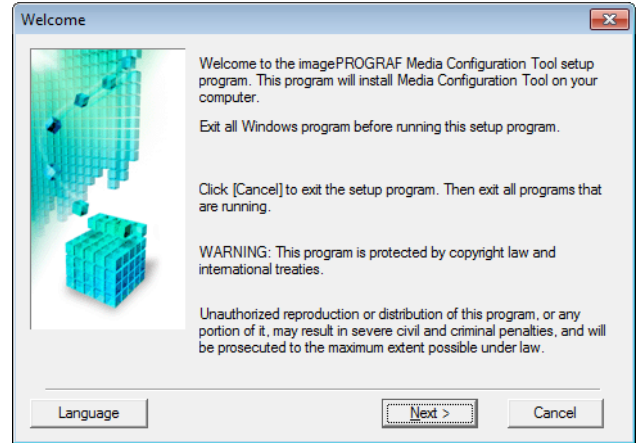 Welcome
Welcome to the imagePROGRAF Media Configuration Tool setup
program. This program will install Media Configuration Tool on your
computer.
Exit all Windows program before running this setup program.
Click [Cancel] to exit the setup program. Then exit all programs that
are running.
WARNING: This program is protected by copyright law and
international treaties.
Unauthorized reproduction or distribution of this program, or any
portion of it, may result in severe civil and criminal penalties, and will
be prosecuted to the maximum extent possible under law.
Language
Next >
Cancel